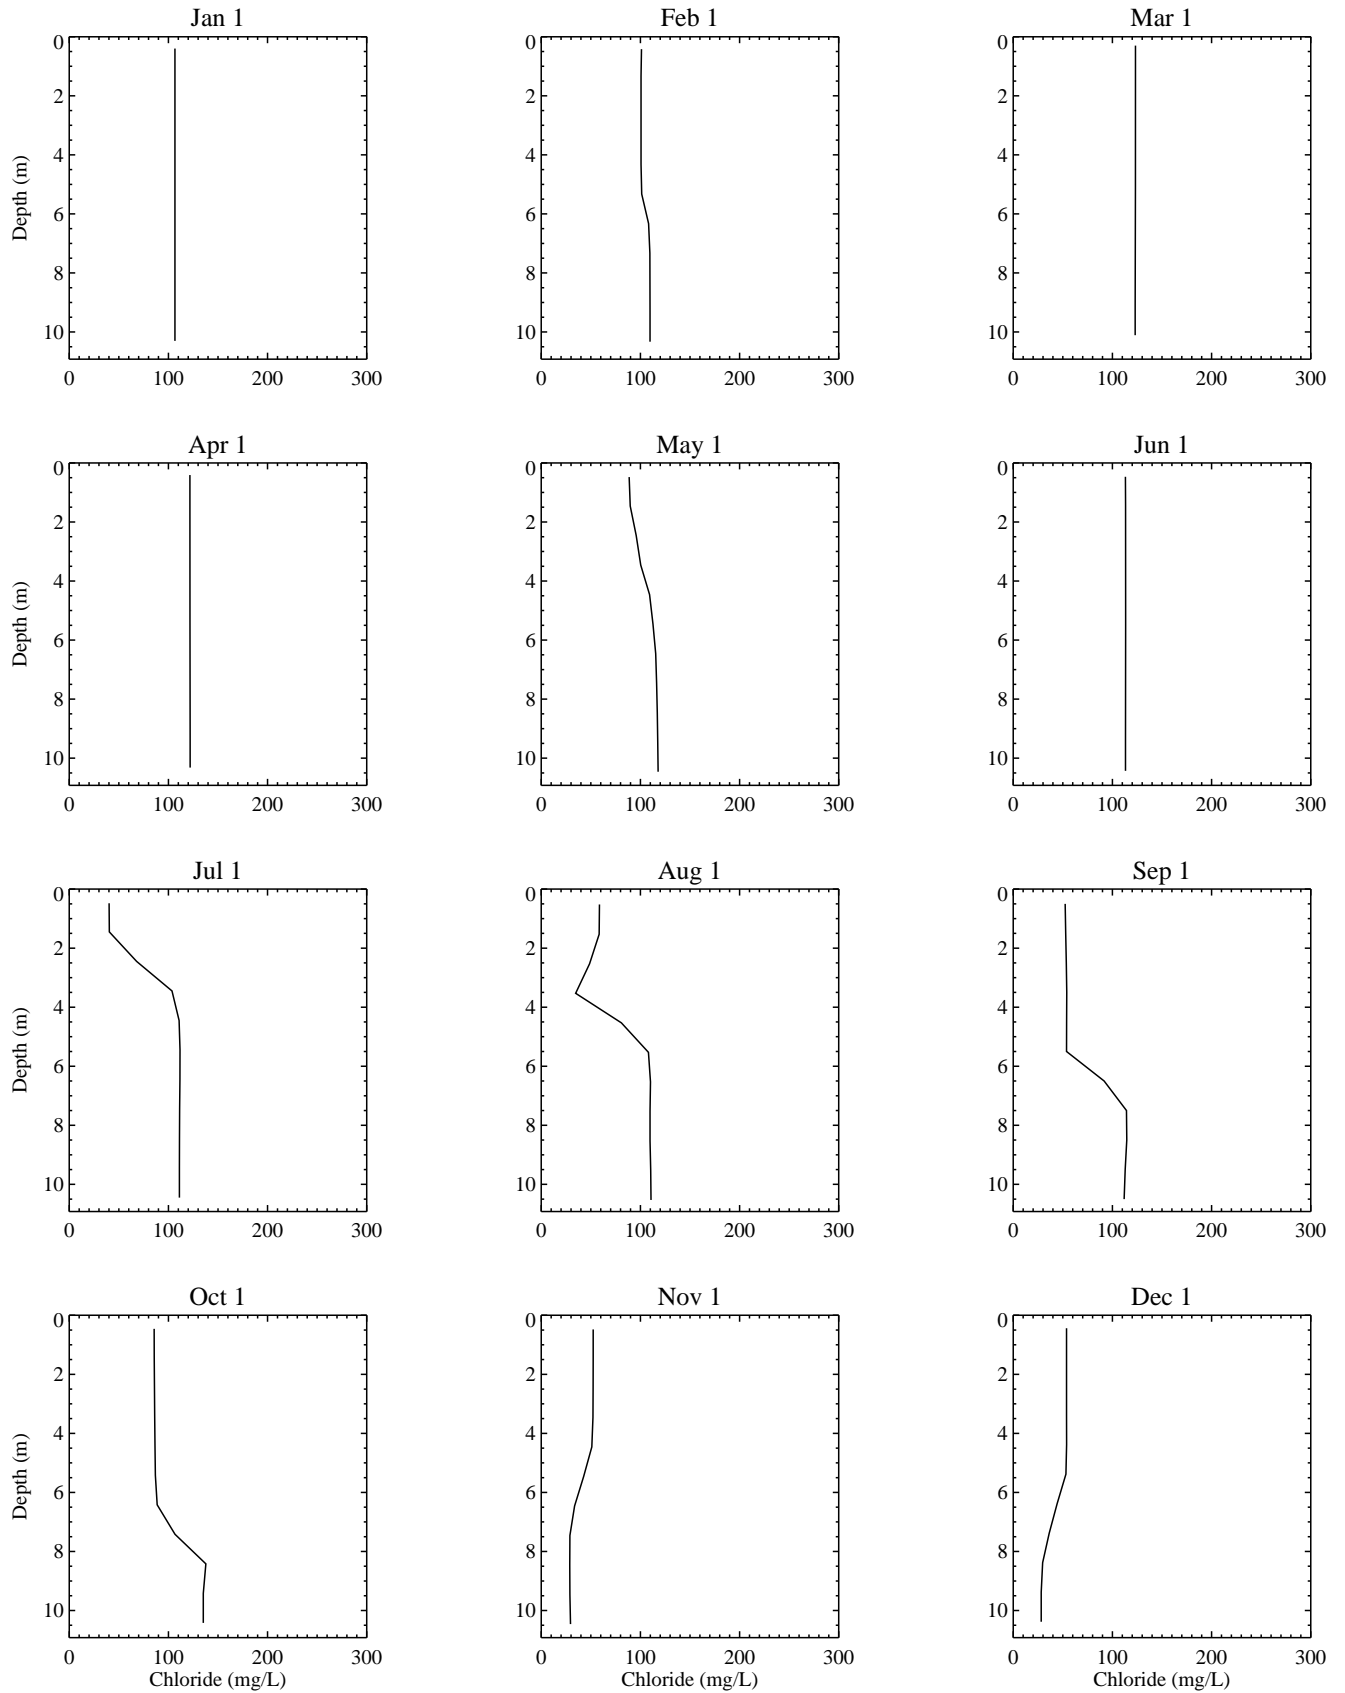 Jan 1
Feb 1
Mar 1
0 0 0
2 2 2
4 4 4
Depth (m)
6 6 6
8 8 8
10 10 10
0 100 200 300 0 100 200 300 0 100 200 300
Apr 1
May 1
Jun 1
0 0 0
2 2 2
4 4 4
Depth (m)
6 6 6
8 8 8
10 10 10
0 100 200 300 0 100 200 300 0 100 200 300
Jul 1
Aug 1
Sep 1
0 0 0
2 2 2
4 4 4
Depth (m)
6 6 6
8 8 8
10 10 10
0 100 200 300 0 100 200 300 0 100 200 300
Oct 1
Nov 1
Dec 1
0 0 0
2 2 2
4 4 4
Depth (m)
6 6 6
8 8 8
10 10 10
0 100 200 300 0 100 200 300 0 100 200 300
Chloride (mg/L) Chloride (mg/L) Chloride (mg/L)